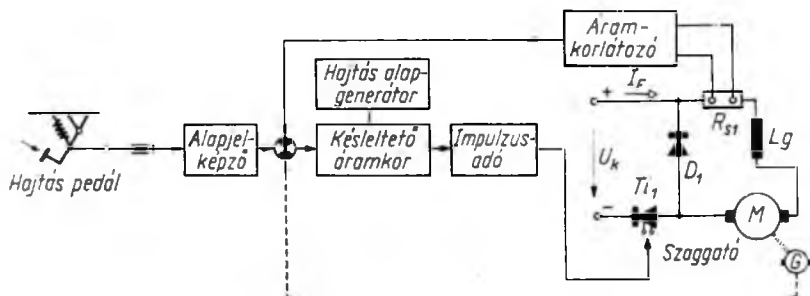 Áram-
korlátozó
Hajtás alap-
generátor
I_F
+
R_S1
Lg
Hajtás pedál
Alapjel-
képző
Késleltető
áramkör
Impulzus-
adó
U_k
D_1
Ti_1
−
M
Szaggató
G